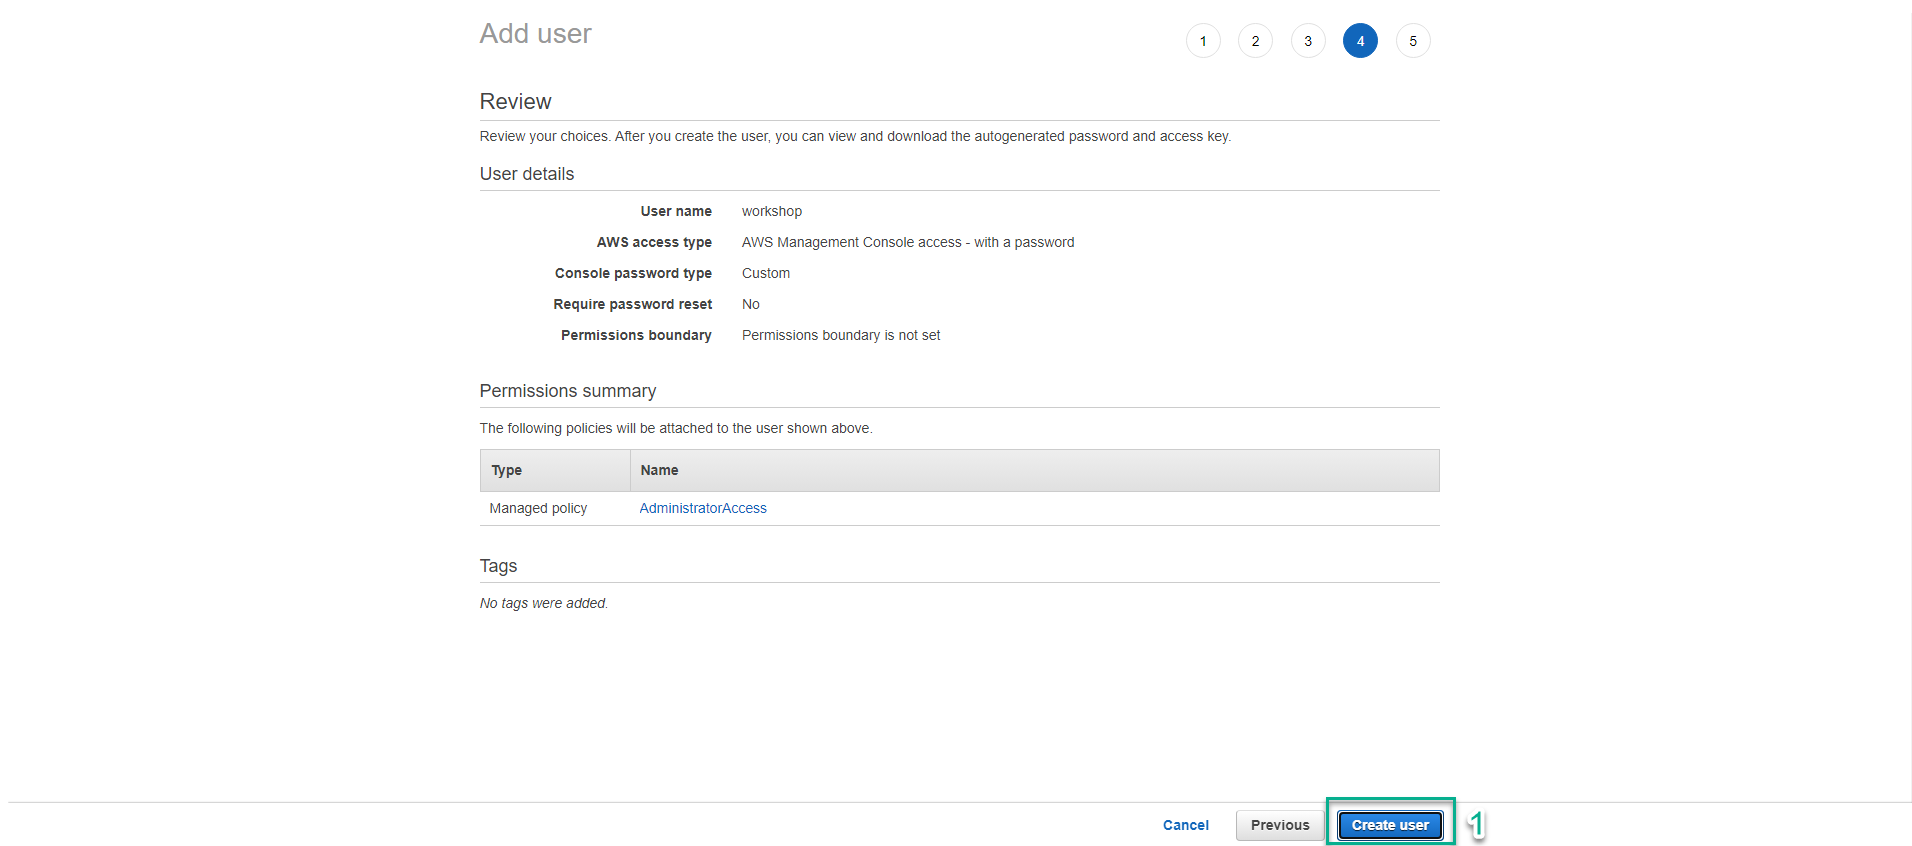 Add user
1 2 3 4 5
Review
Review your choices. After you create the user, you can view and download the autogenerated password and access key.
User details
User name workshop
AWS access type AWS Management Console access - with a password
Console password type Custom
Require password reset No
Permissions boundary Permissions boundary is not set
Permissions summary
The following policies will be attached to the user shown above.
Type Name
Managed policy AdministratorAccess
Tags
No tags were added.
Cancel Previous Create user 1